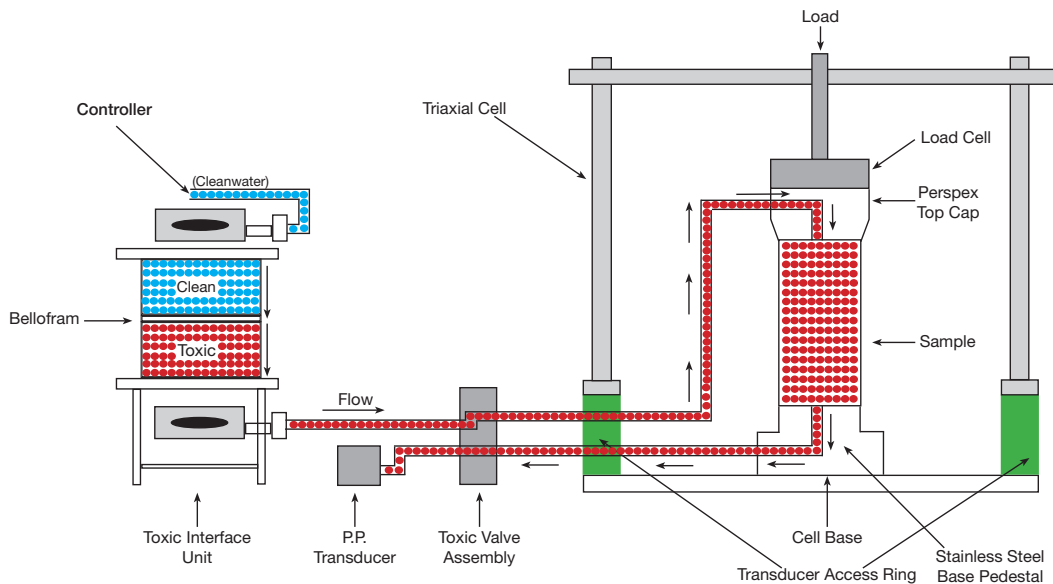 Load
Controller
Triaxial Cell
Load Cell
(Cleanwater)
Perspex
Top Cap
Clean
Bellofram
Toxic
Sample
Flow
Toxic Interface
Unit
P.P.
Transducer
Toxic Valve
Assembly
Cell Base
Stainless Steel
Base Pedestal
Transducer Access Ring